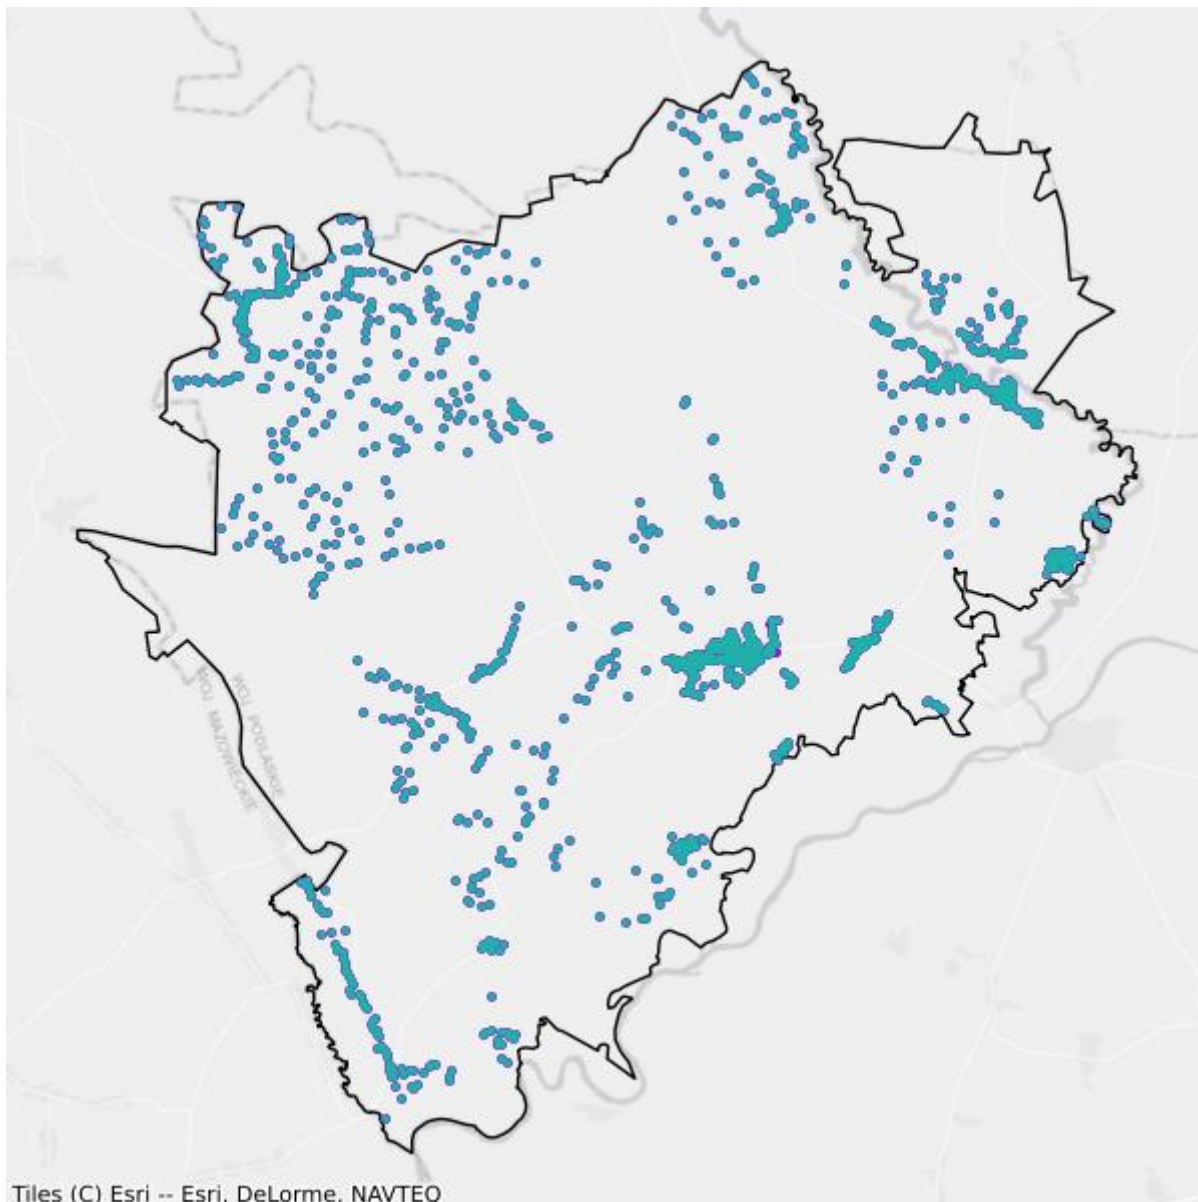 WOJ. PODLASKIE
WOJ. MAZOWIECKIE
Tiles (C) Esri -- Esri, DeLorme, NAVTEQ